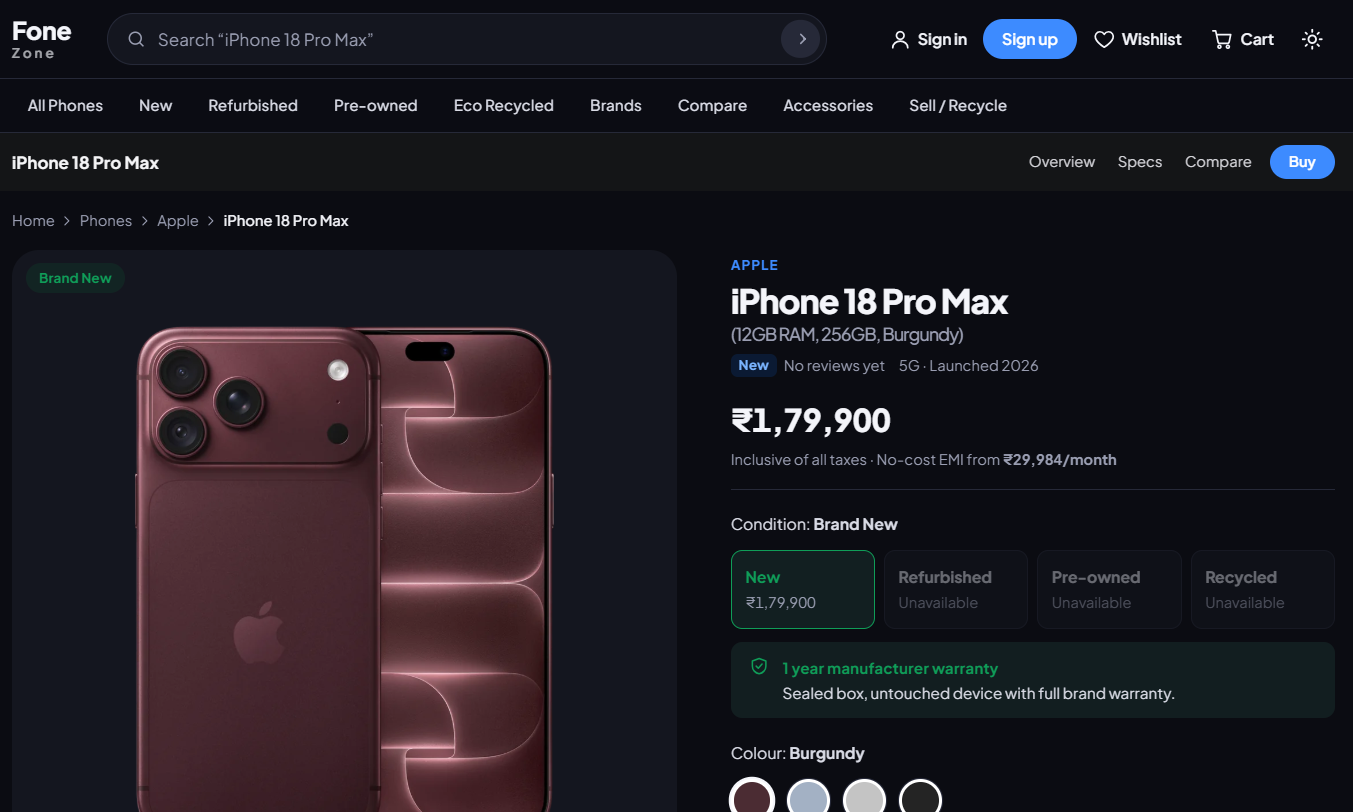 Fone
Zone
Search “iPhone 18 Pro Max”
Sign in
Sign up
Wishlist
Cart
All Phones
New
Refurbished
Pre-owned
Eco Recycled
Brands
Compare
Accessories
Sell / Recycle
iPhone 18 Pro Max
Overview
Specs
Compare
Buy
Home > Phones > Apple > iPhone 18 Pro Max
Brand New
APPLE
iPhone 18 Pro Max
(12GB RAM, 256GB, Burgundy)
New No reviews yet 5G · Launched 2026
₹1,79,900
Inclusive of all taxes · No-cost EMI from ₹29,984/month
Condition: Brand New
New
₹1,79,900
Refurbished
Unavailable
Pre-owned
Unavailable
Recycled
Unavailable
1 year manufacturer warranty
Sealed box, untouched device with full brand warranty.
Colour: Burgundy